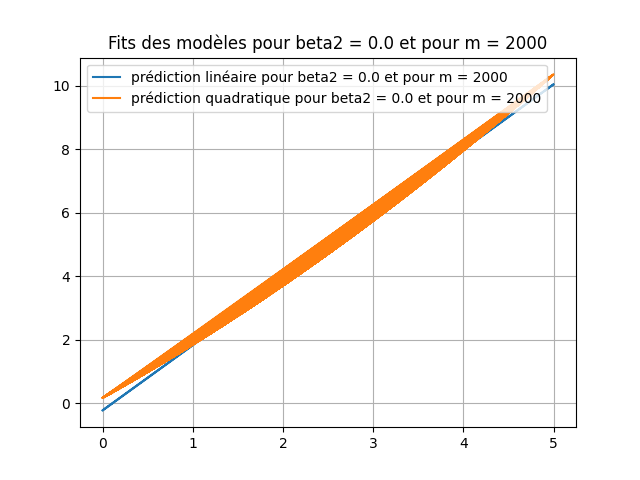 Fits des modèles pour beta2 = 0.0 et pour m = 2000
prédiction linéaire pour beta2 = 0.0 et pour m = 2000
prédiction quadratique pour beta2 = 0.0 et pour m = 2000
10
8
6
4
2
0
0 1 2 3 4 5